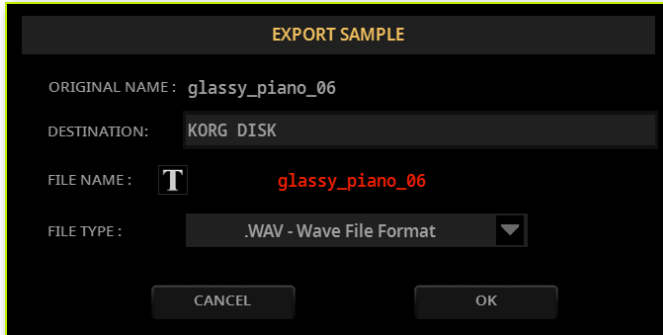 EXPORT SAMPLE
ORIGINAL NAME : glassy_piano_06
DESTINATION: KORG DISK
FILE NAME : T glassy_piano_06
FILE TYPE : .WAV - Wave File Format
CANCEL OK